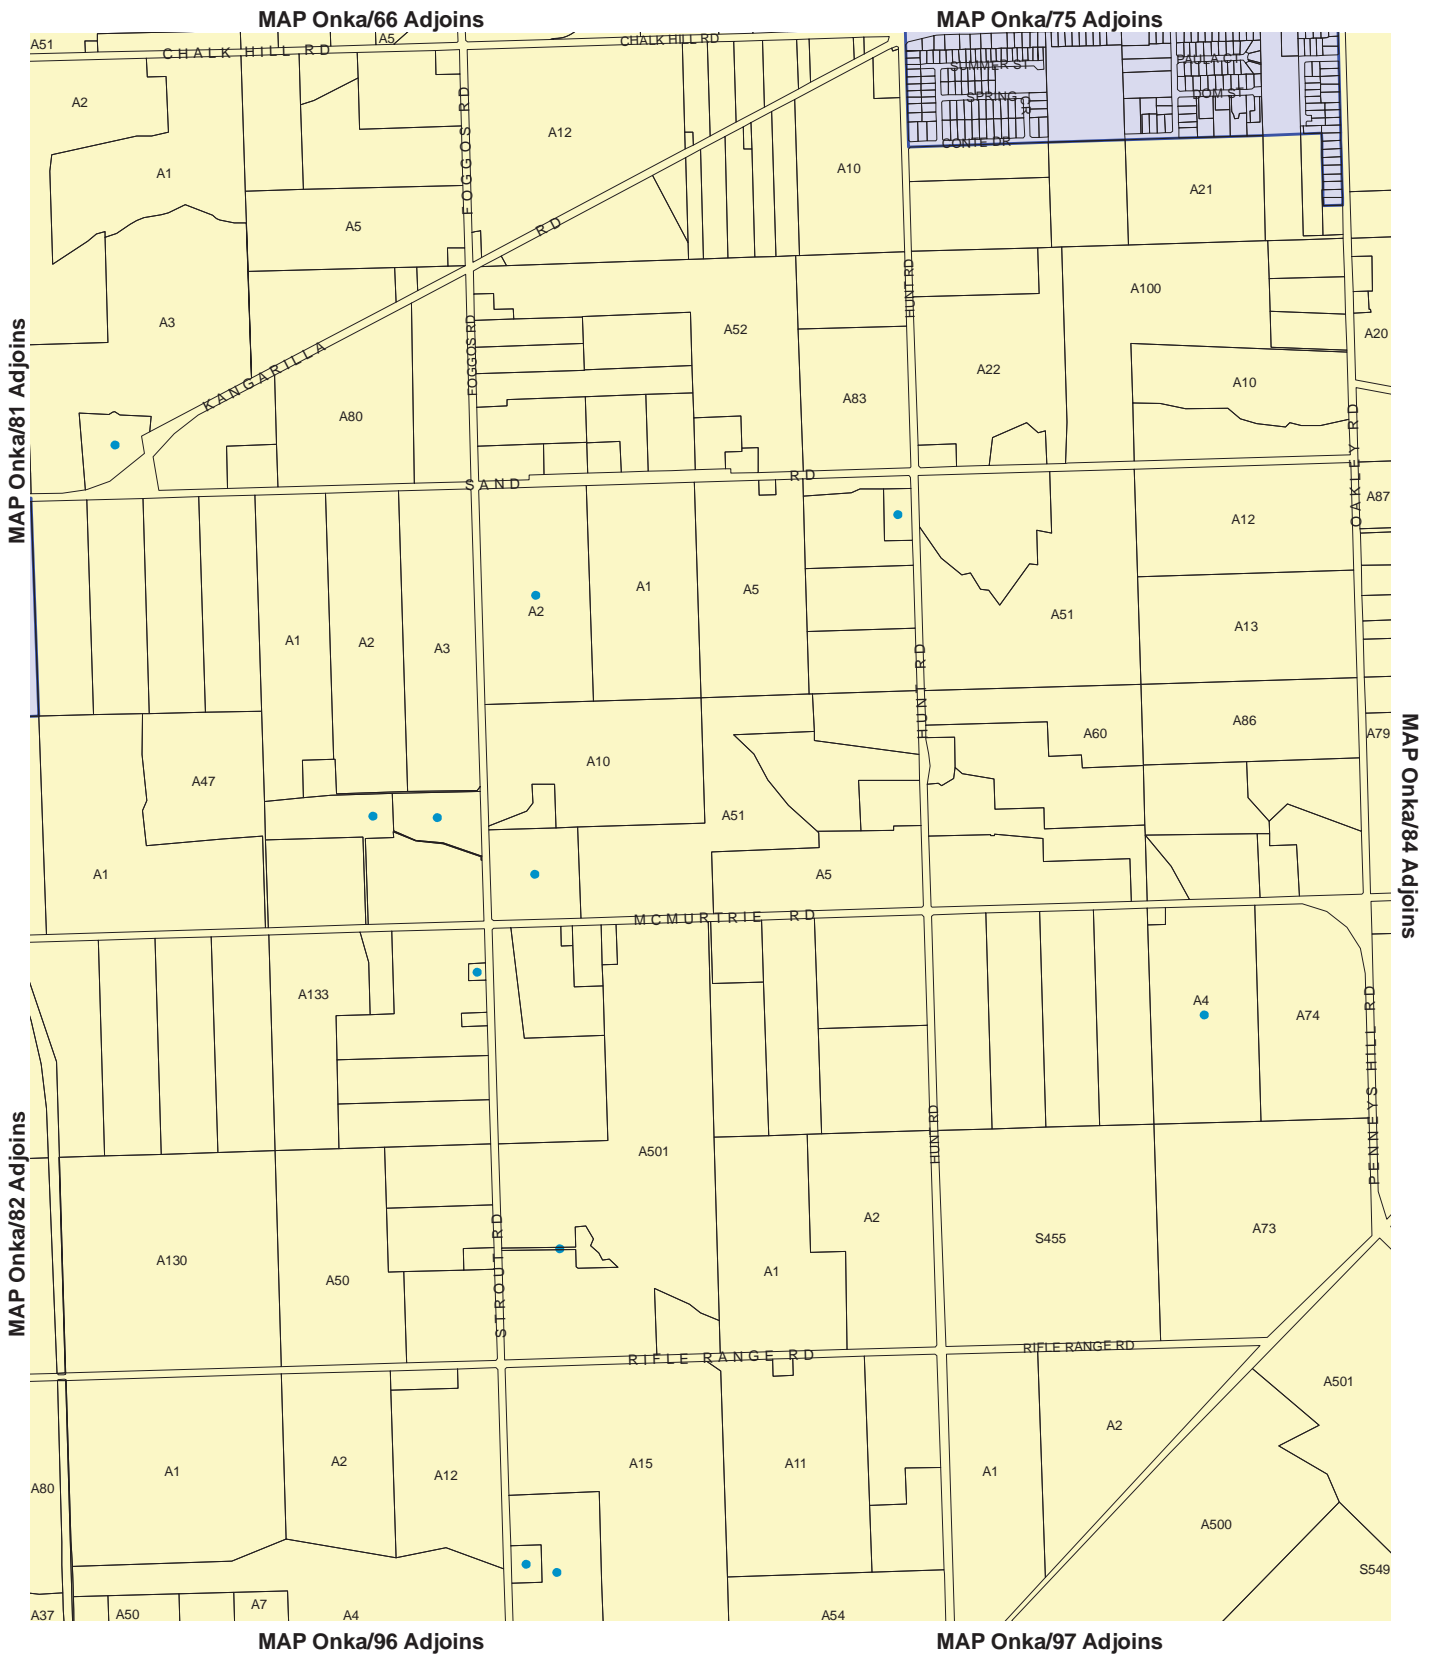 MAP Onka/66 Adjoins
MAP Onka/75 Adjoins
A51
A5
CHALK HILL RD
CHALK HILL RD
SUMMER ST
PAULA CT
SPRING CR
DOM ST
CONTE DR
A2
A12
A1
A10
A21
FOGGOS RD
A5
RD
HUNT RD
A100
A3
A52
A20
FOGGOS RD
KANGARILLA
A22
A10
A80
A83
OAKLEY RD
MAP Onka/81 Adjoins
SAND
RD
A87
A12
A2
A1
A5
A51
A13
A1
A2
A3
HUNT RD
A60
A86
A79
A47
A10
MAP Onka/84 Adjoins
A51
A1
A5
MCMURTRIE RD
A133
A4
A74
PENNEYS HILL RD
HUNT RD
A501
MAP Onka/82 Adjoins
A2
S455
A73
A130
A50
A1
STROUT RD
RIFLE RANGE RD
RIFLE RANGE RD
A501
A2
A1
A2
A12
A15
A11
A1
A80
A500
S549
A37
A50
A7
A4
A54
MAP Onka/96 Adjoins
MAP Onka/97 Adjoins